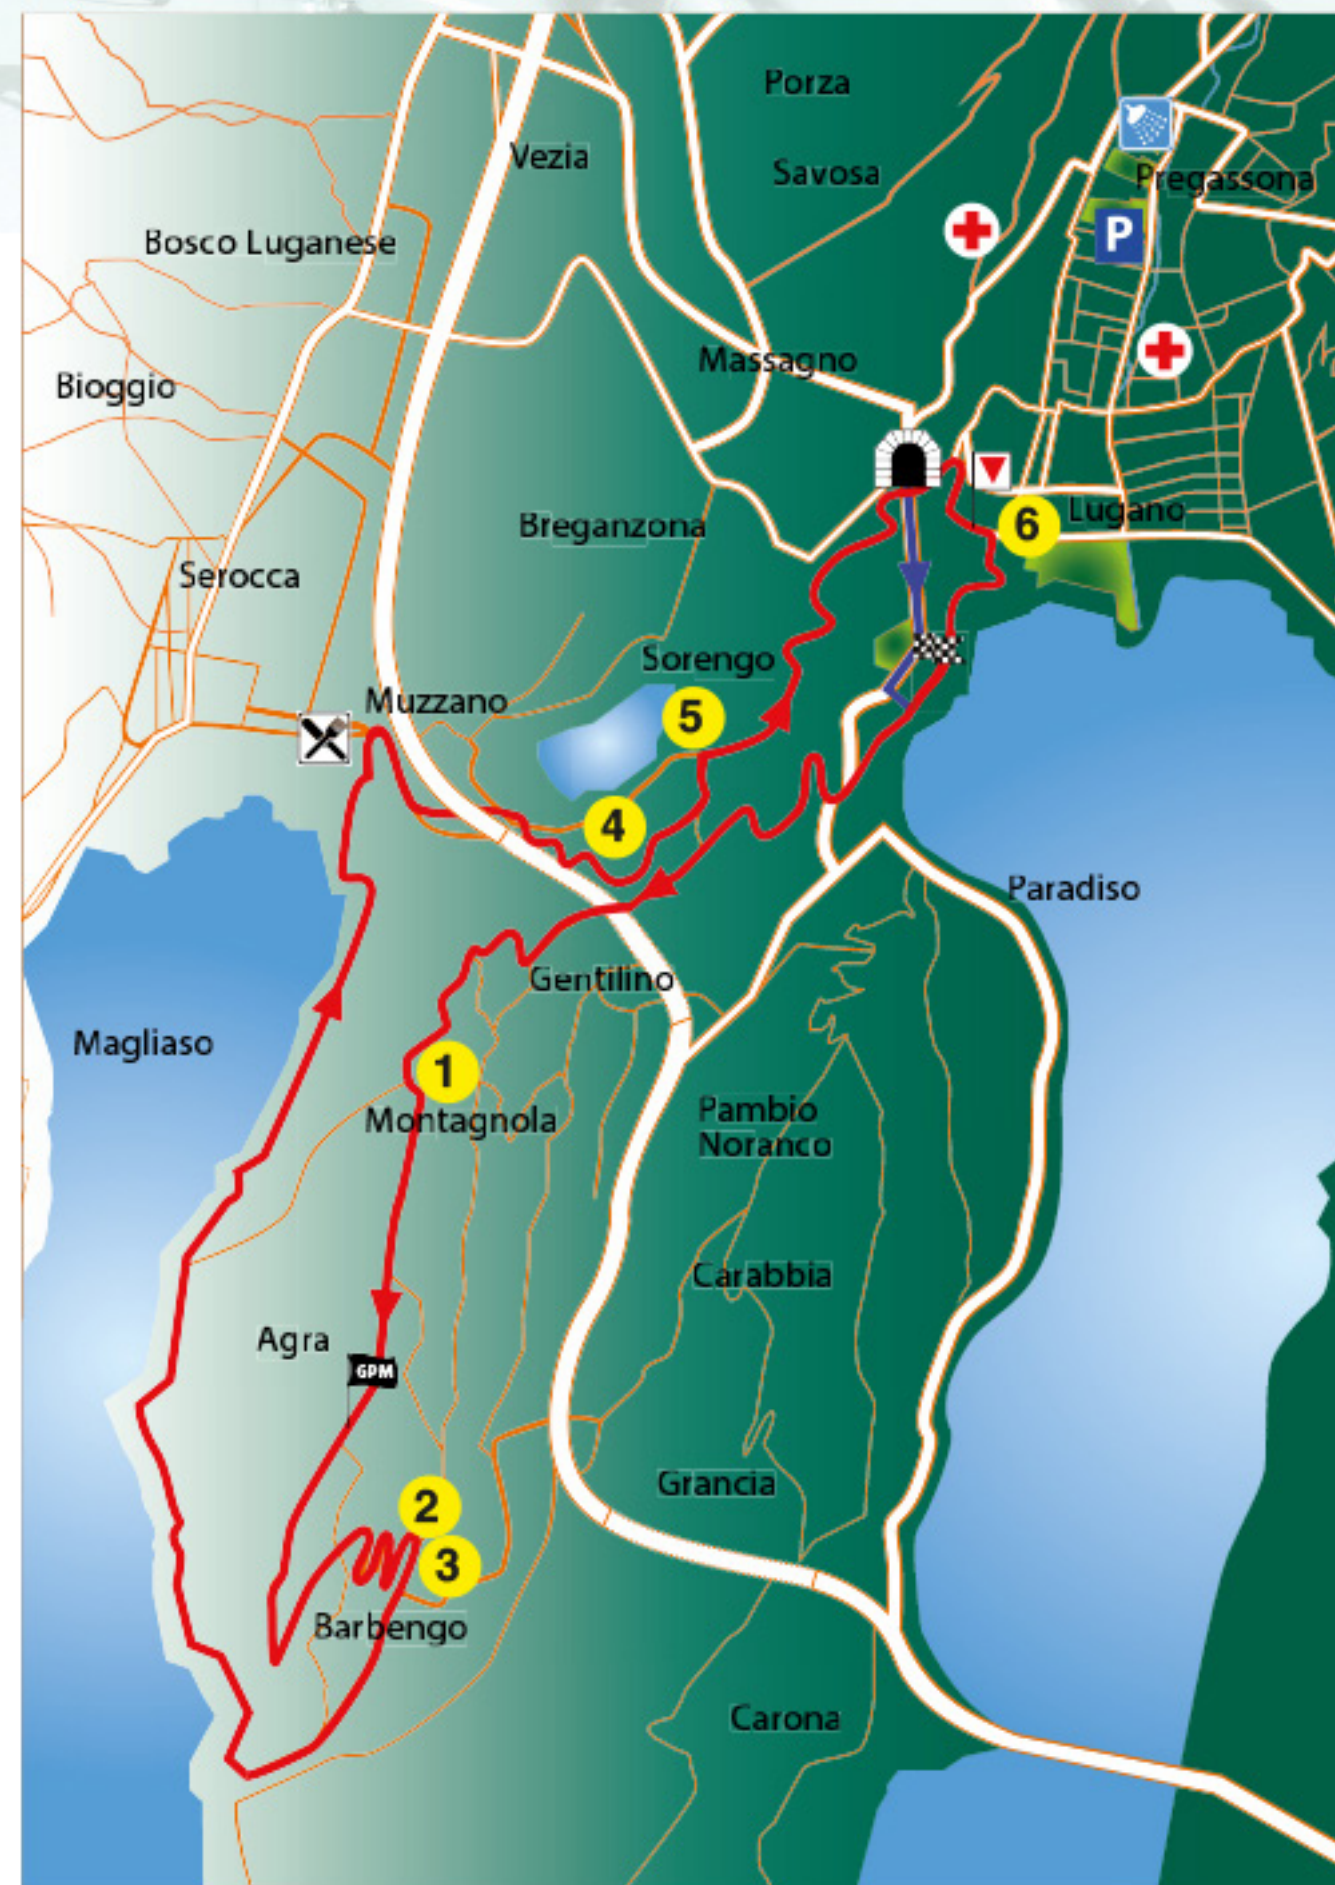 Porza
Vezia
Savosa
Pregassona
P
Bosco Luganese
Massagno
Bioggio
Lugano
6
Breganzona
Serocca
Sorengo
Muzzano
5
4
Paradiso
Gentilino
Magliaso
1
Montagnola
Pambio
Noranco
Carabbia
Agra
GPM
Grancia
2
3
Barbengo
Carona